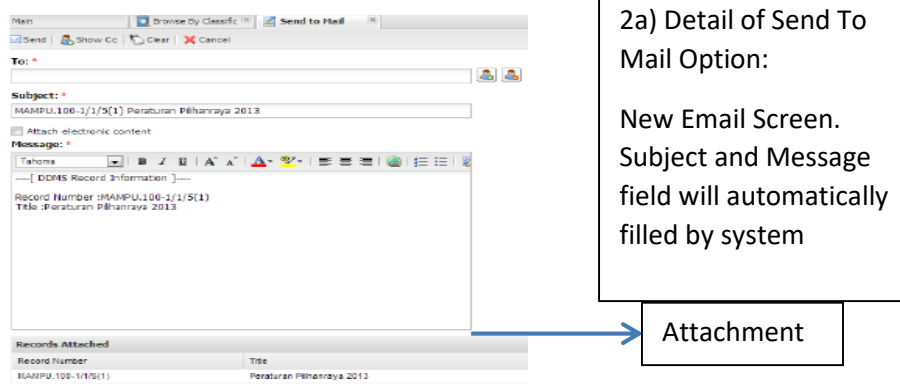 Main Browse By Classific Send to Mail
Send Show Cc Clear Cancel
To: *
Subject: *
MAMPU.100-1/1/5(1) Peraturan Pilihanraya 2013
Attach electronic content
Message: *
Tahoma B I U A A A
----[ DDMS Record Information ]----
Record Number :MAMPU.100-1/1/5(1)
Title :Peraturan Pilihanraya 2013
Records Attached
Record Number Title
MAMPU.100-1/1/5(1) Peraturan Pilihanraya 2013
2a) Detail of Send To
Mail Option:
New Email Screen.
Subject and Message
field will automatically
filled by system
Attachment